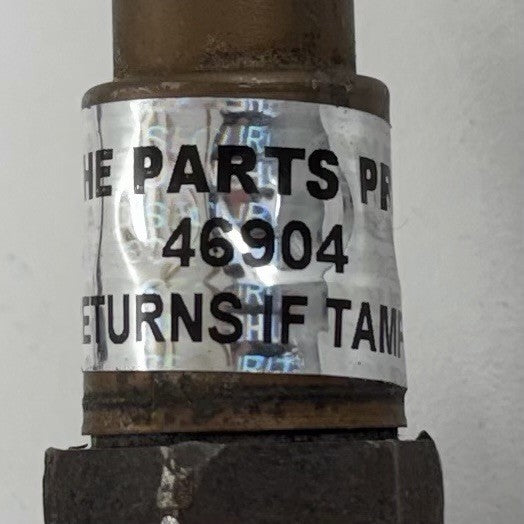 HE PARTS PR
46904
ETURNS IF TAMP